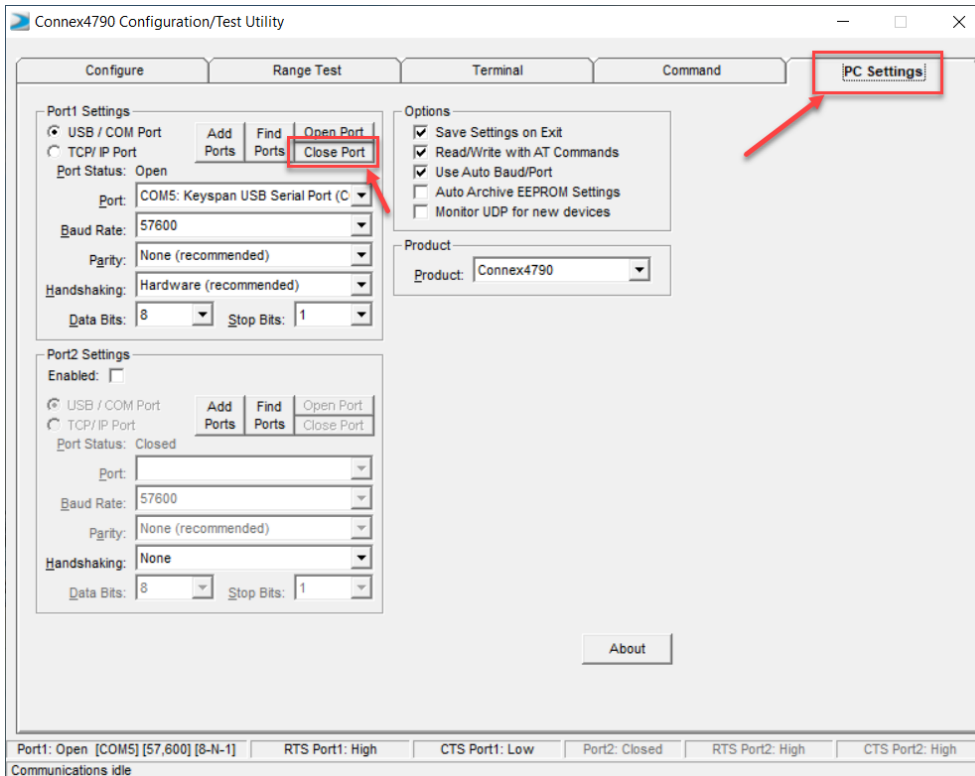 Connex4790 Configuration/Test Utility
Configure
Range Test
Terminal
Command
PC Settings
Port1 Settings
USB / COM Port
TCP/ IP Port
Add Ports
Find Ports
Open Port
Close Port
Port Status: Open
Port: COM5: Keyspan USB Serial Port (C
Baud Rate: 57600
Parity: None (recommended)
Handshaking: Hardware (recommended)
Data Bits: 8 Stop Bits: 1
Port2 Settings
Enabled:
USB / COM Port
TCP/ IP Port
Add Ports
Find Ports
Open Port
Close Port
Port Status: Closed
Port:
Baud Rate: 57600
Parity: None (recommended)
Handshaking: None
Data Bits: 8 Stop Bits: 1
Options
Save Settings on Exit
Read/Write with AT Commands
Use Auto Baud/Port
Auto Archive EEPROM Settings
Monitor UDP for new devices
Product
Product: Connex4790
About
Port1: Open [COM5] [57,600] [8-N-1] RTS Port1: High CTS Port1: Low Port2: Closed RTS Port2: High CTS Port2: High
Communications idle